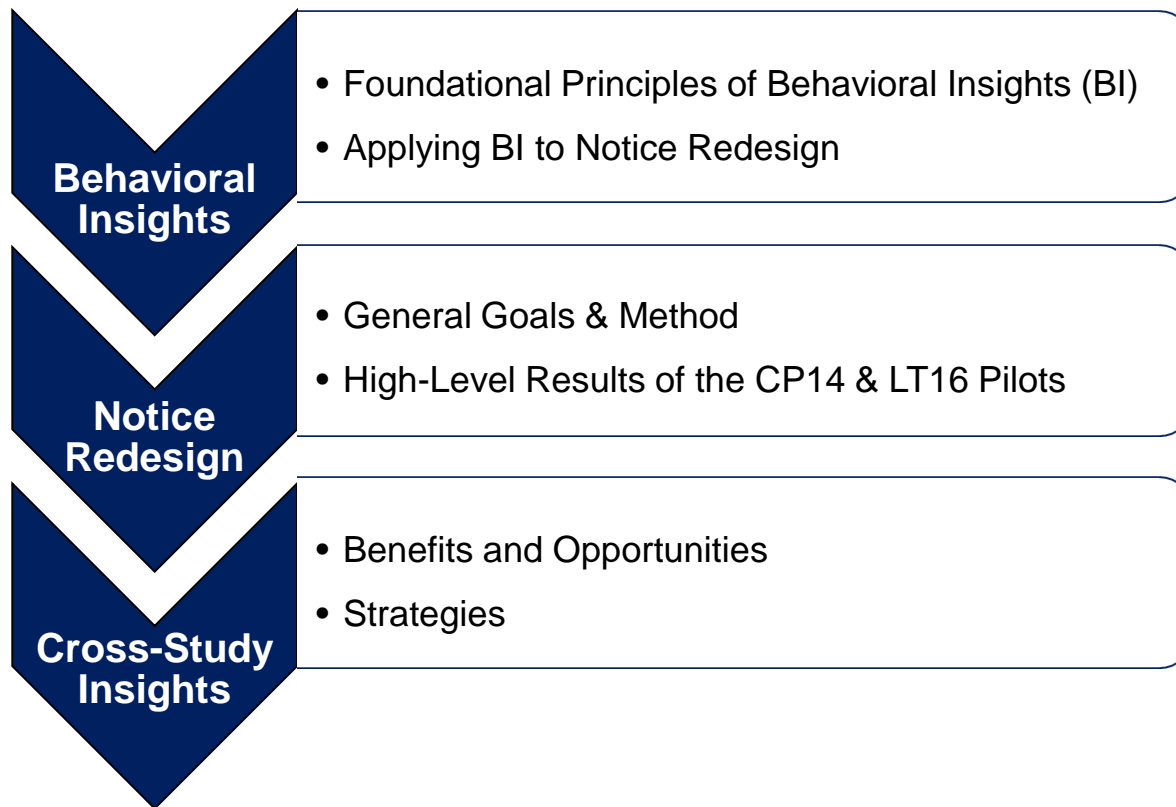 Behavioral
Insights
• Foundational Principles of Behavioral Insights (BI)
• Applying BI to Notice Redesign
Notice
Redesign
• General Goals & Method
• High-Level Results of the CP14 & LT16 Pilots
Cross-Study
Insights
• Benefits and Opportunities
• Strategies